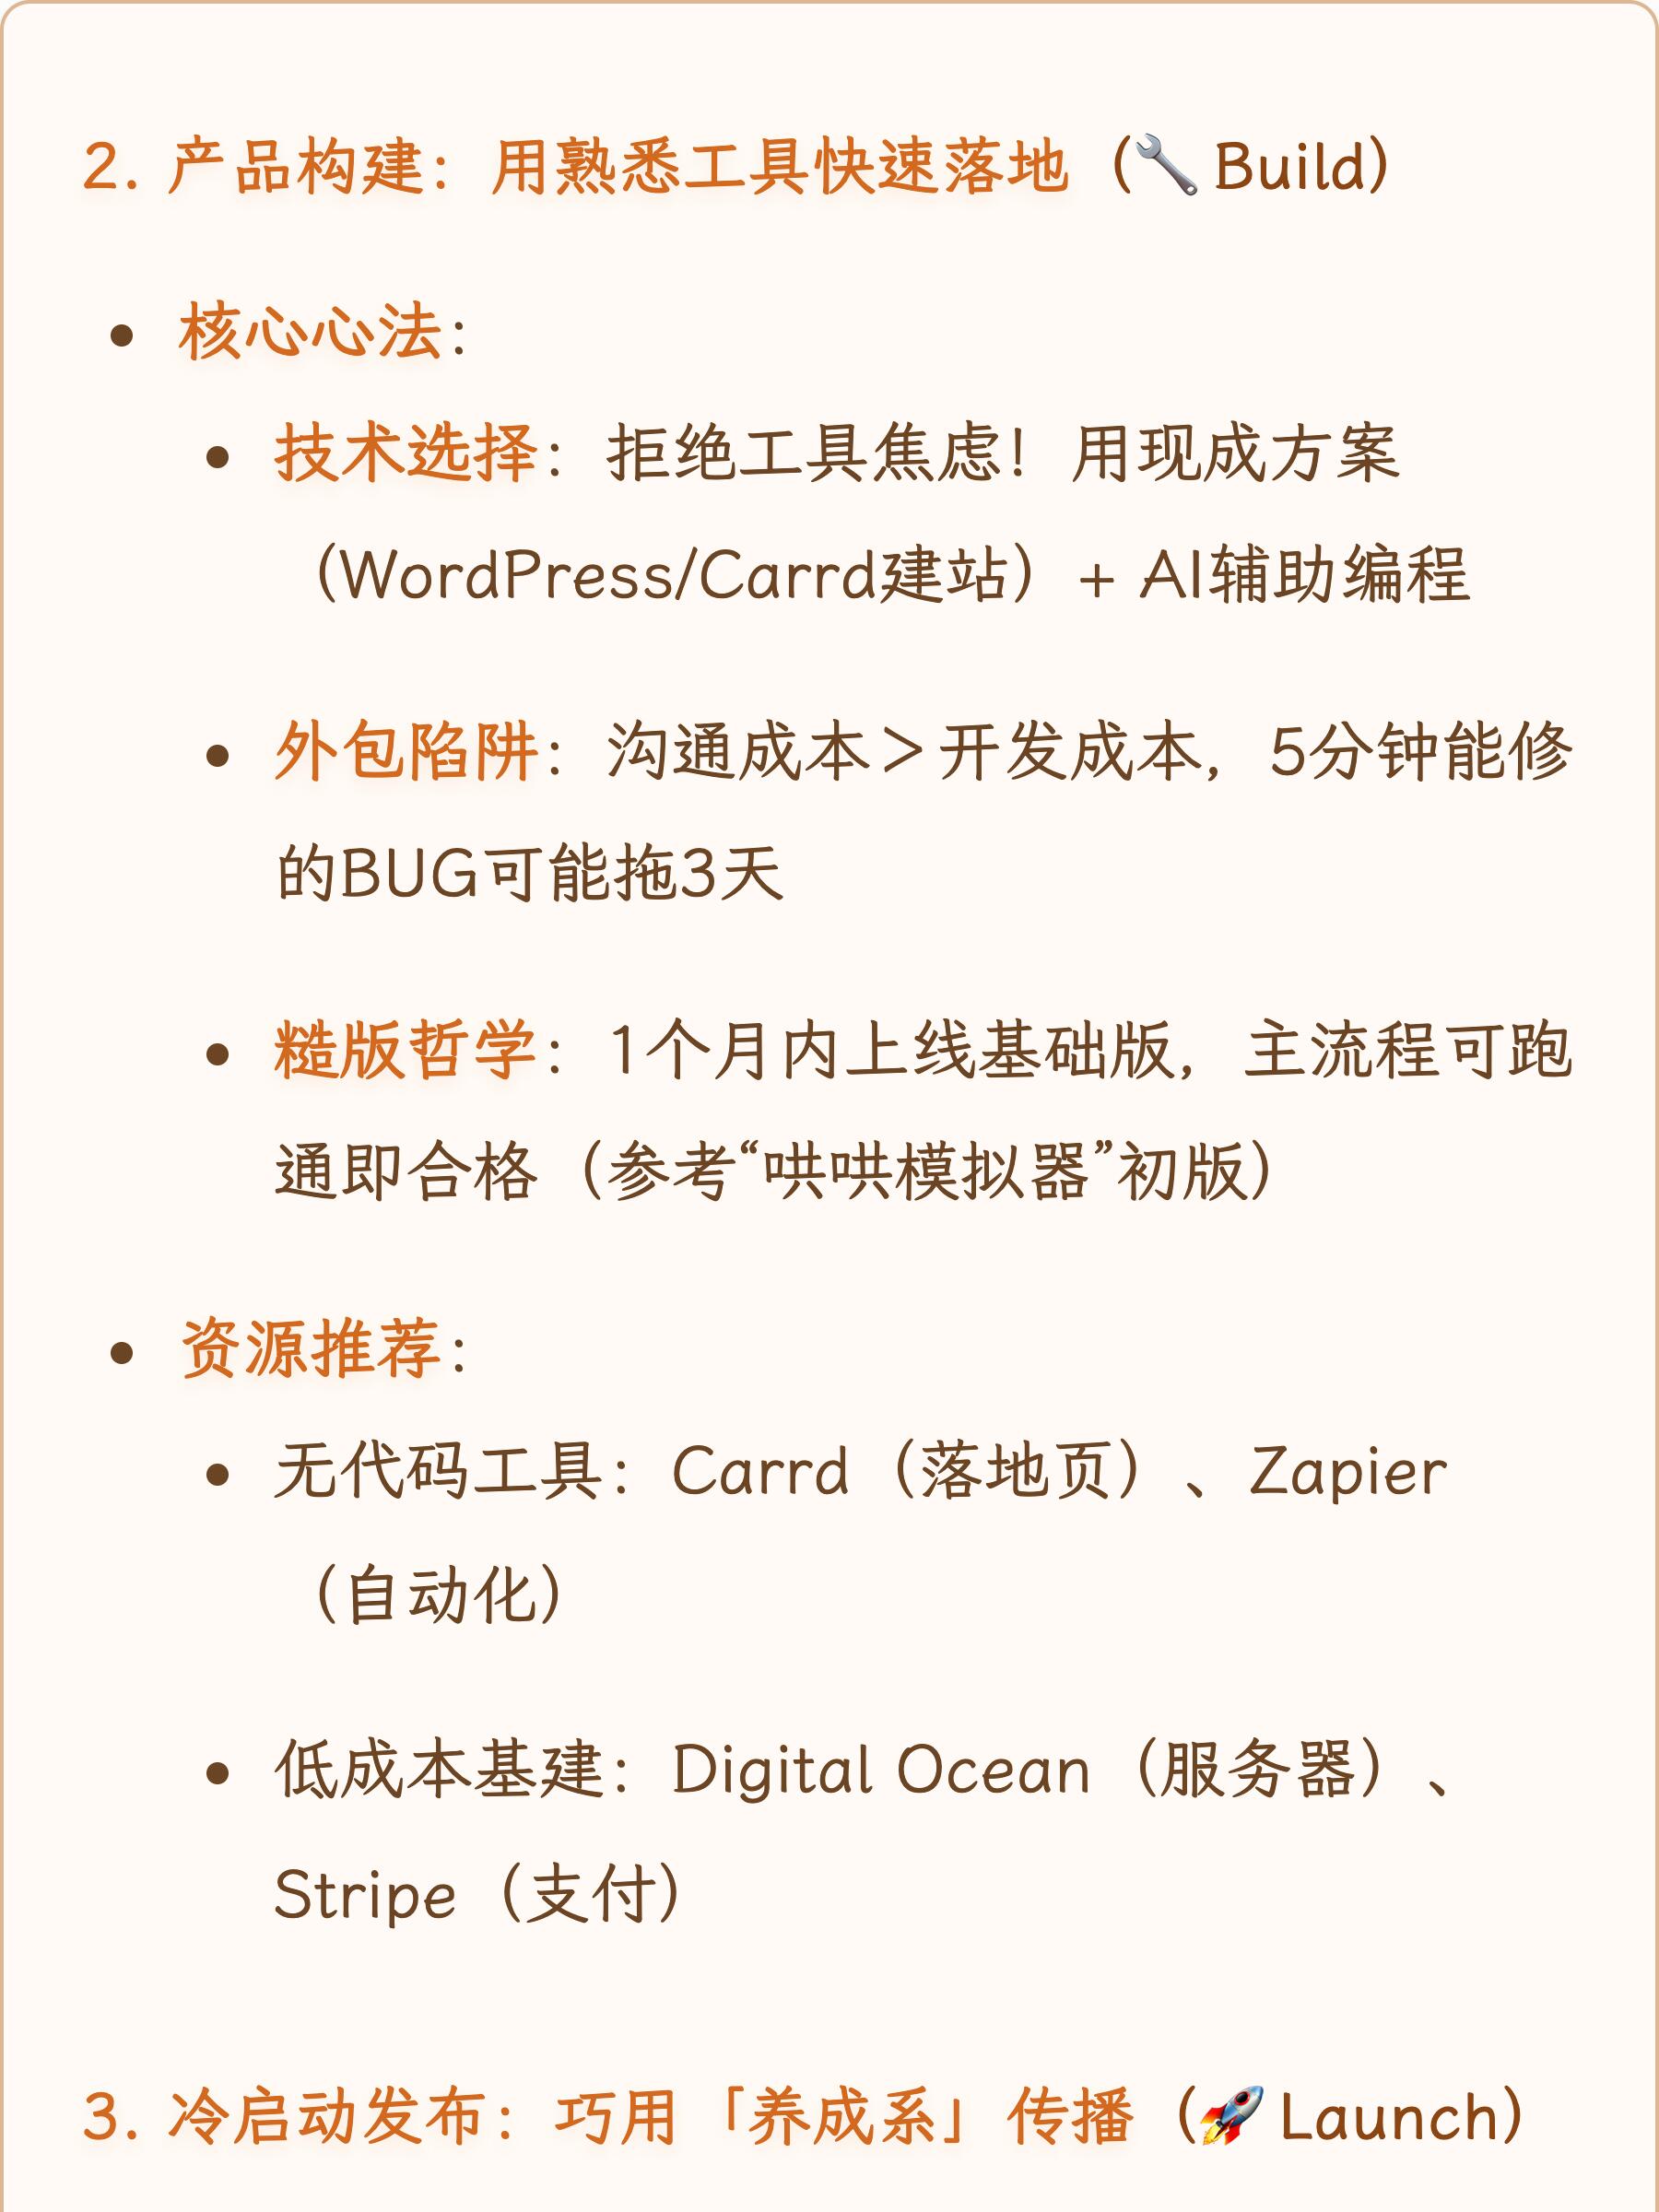 2. 产品构建：用熟悉工具快速落地（🔧 Build）
• 核心心法：
• 技术选择：拒绝工具焦虑！用现成方案
（WordPress/Carrd建站）+ AI辅助编程
• 外包陷阱：沟通成本＞开发成本，5分钟能修
的BUG可能拖3天
• 糙版哲学：1个月内上线基础版，主流程可跑
通即合格（参考“哄哄模拟器”初版）
• 资源推荐：
• 无代码工具：Carrd（落地页）、Zapier
（自动化）
• 低成本基建：Digital Ocean（服务器）、
Stripe（支付）
3. 冷启动发布：巧用「养成系」传播（🚀 Launch）